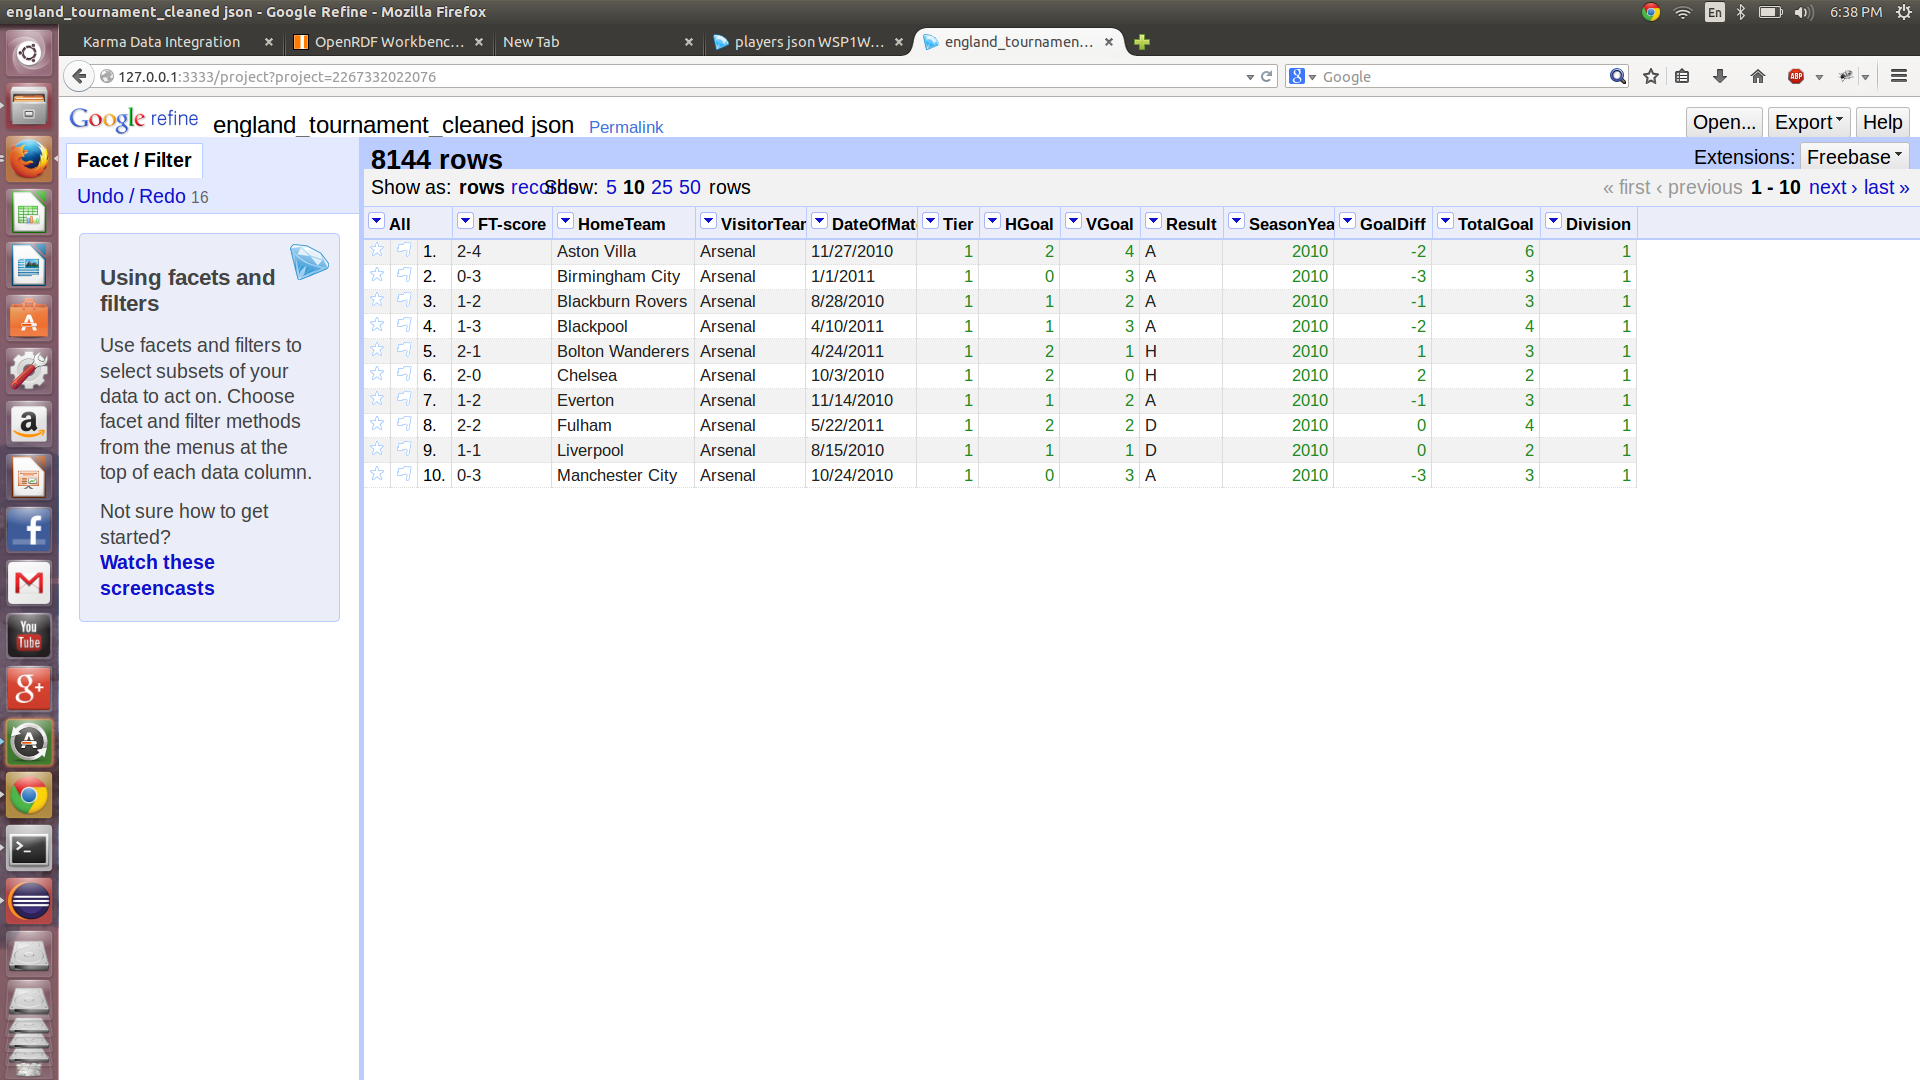 england_tournament_cleaned json - Google Refine - Mozilla Firefox
En 6:38 PM
Karma Data Integration × OpenRDF Workbenc... × New Tab × players json WSP1W... × england_tournamen... ×
127.0.0.1:3333/project?project=2267332022076
Google
ABP
Google refine england_tournament_cleaned json Permalink
Open... Export Help
Facet / Filter
Undo / Redo 16
8144 rows
Extensions: Freebase
Show as: rows records Show: 5 10 25 50 rows
« first ‹ previous 1 - 10 next › last »
All FT-score HomeTeam VisitorTear DateOfMat Tier HGoal VGoal Result SeasonYea GoalDiff TotalGoal Division
1. 2-4 Aston Villa Arsenal 11/27/2010 1 2 4 A 2010 -2 6 1
2. 0-3 Birmingham City Arsenal 1/1/2011 1 0 3 A 2010 -3 3 1
3. 1-2 Blackburn Rovers Arsenal 8/28/2010 1 1 2 A 2010 -1 3 1
4. 1-3 Blackpool Arsenal 4/10/2011 1 1 3 A 2010 -2 4 1
5. 2-1 Bolton Wanderers Arsenal 4/24/2011 1 2 1 H 2010 1 3 1
6. 2-0 Chelsea Arsenal 10/3/2010 1 2 0 H 2010 2 2 1
7. 1-2 Everton Arsenal 11/14/2010 1 1 2 A 2010 -1 3 1
8. 2-2 Fulham Arsenal 5/22/2011 1 2 2 D 2010 0 4 1
9. 1-1 Liverpool Arsenal 8/15/2010 1 1 1 D 2010 0 2 1
10. 0-3 Manchester City Arsenal 10/24/2010 1 0 3 A 2010 -3 3 1
Using facets and
filters
Use facets and filters to
select subsets of your
data to act on. Choose
facet and filter methods
from the menus at the
top of each data column.
Not sure how to get
started?
Watch these
screencasts
You
Tube